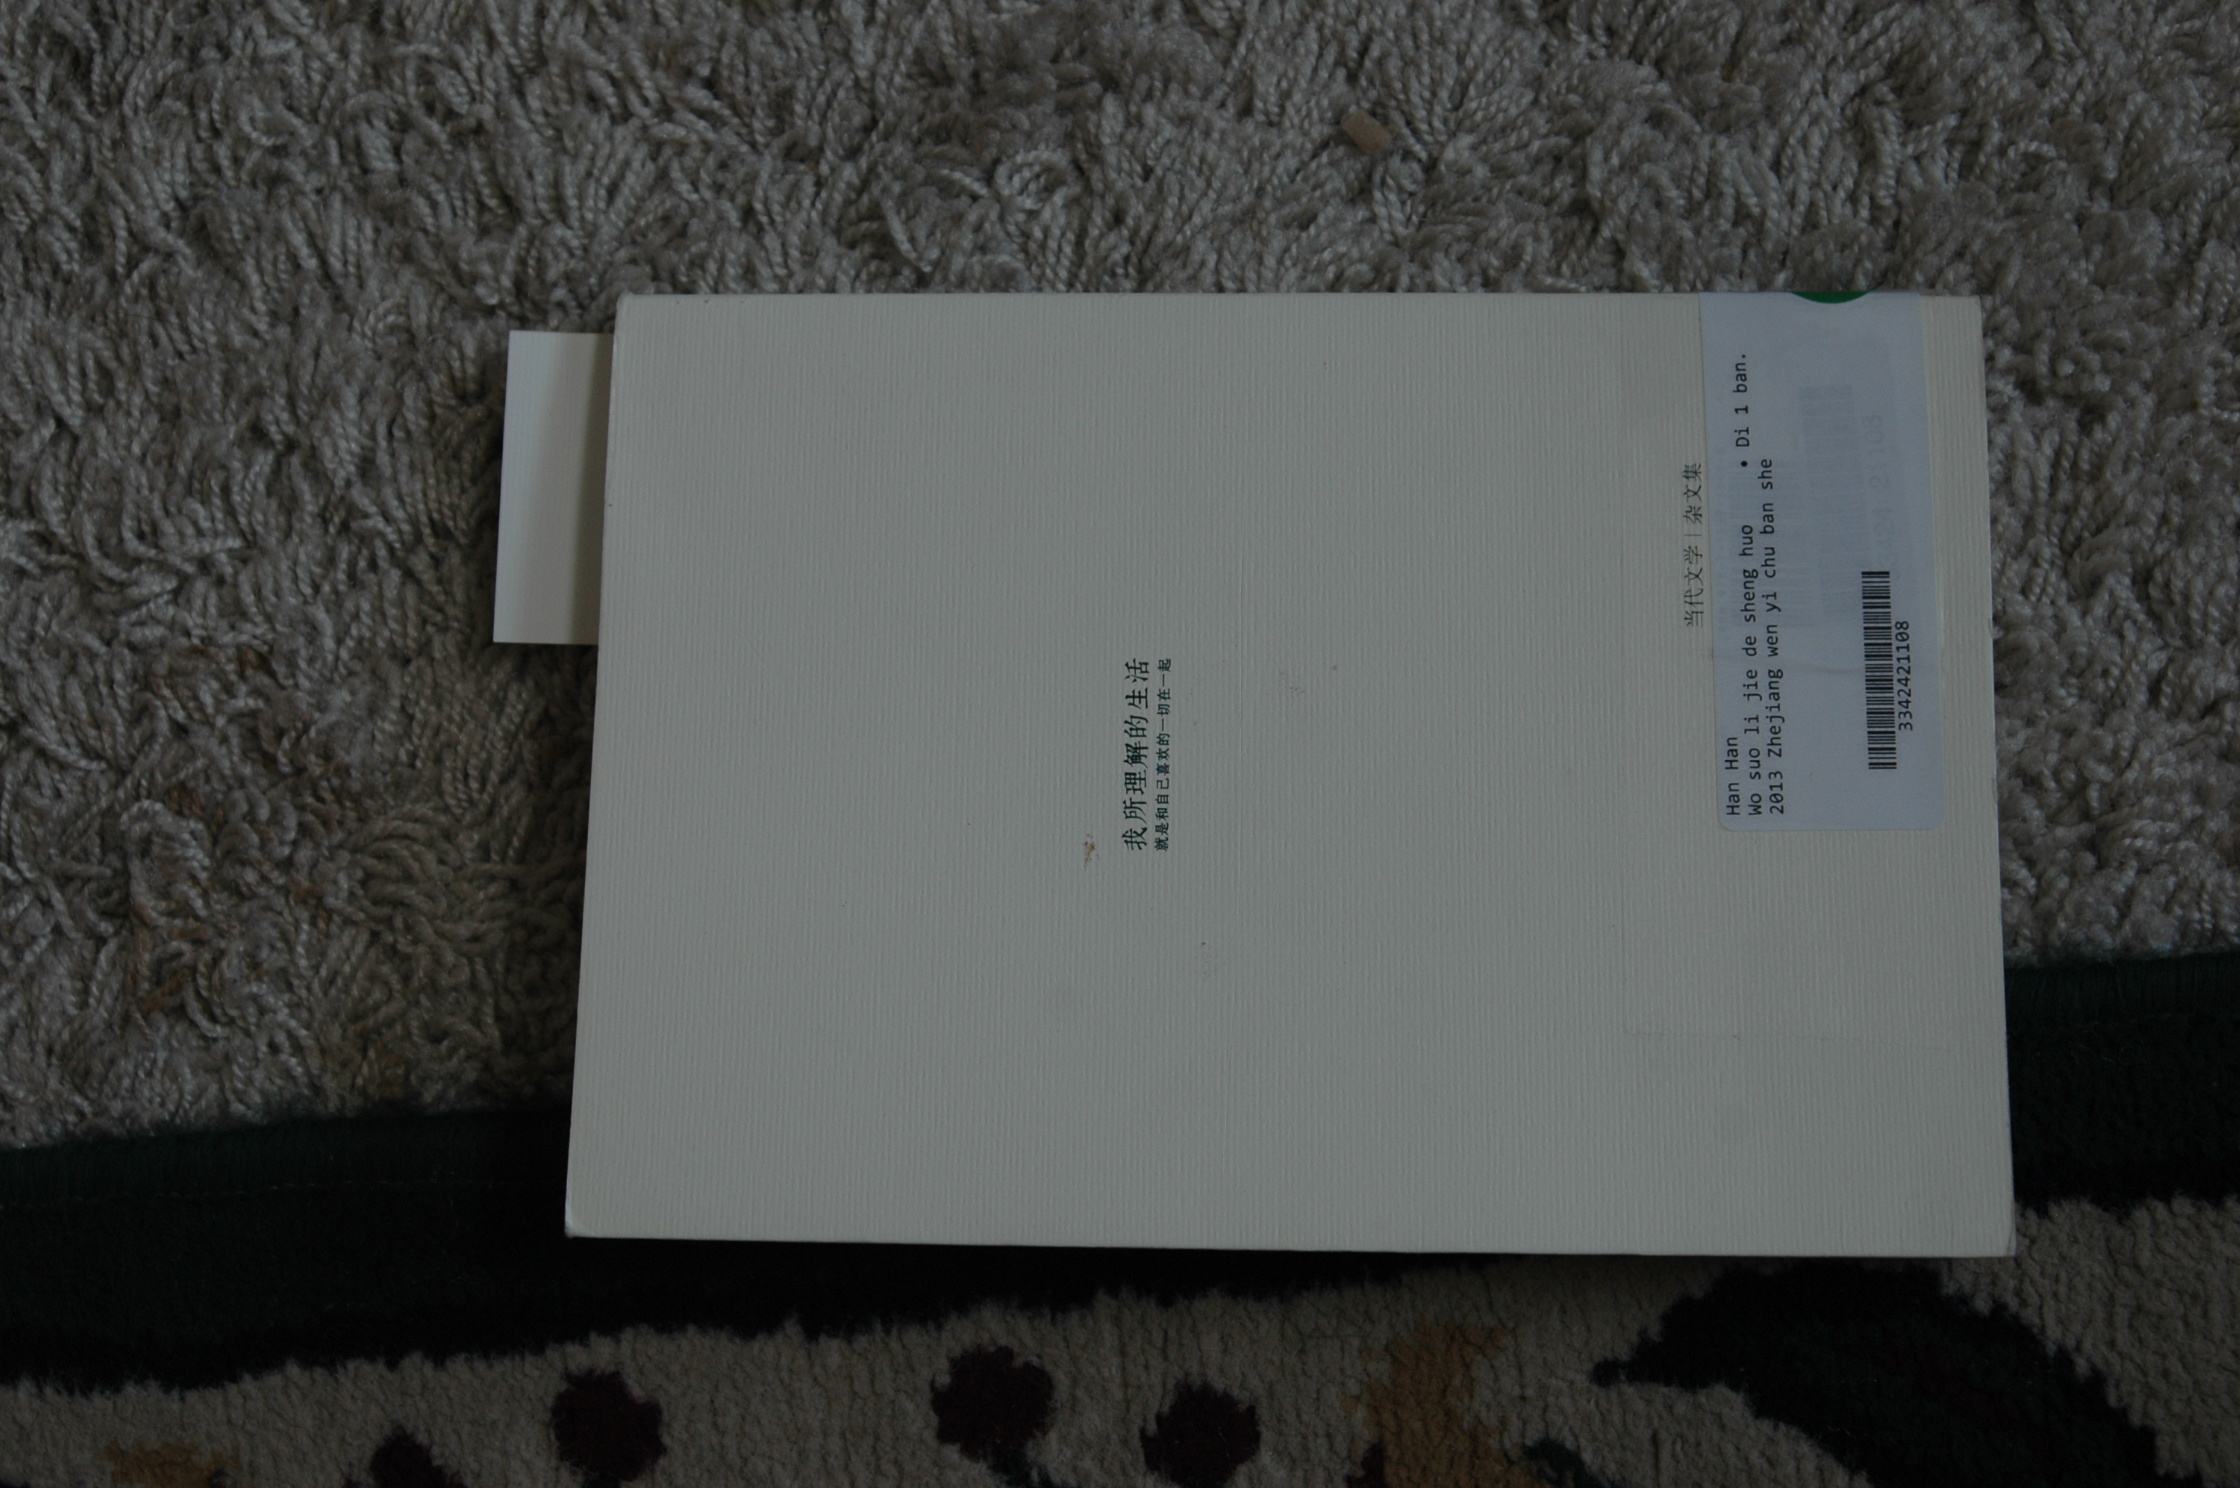 我所理解的生活
就是和自己喜欢的一切在一起
当代文学 | 杂文集
Han Han
Wo suo li jie de sheng huo • Di 1 ban.
2013 Zhejiang wen yi chu ban she
3342421108